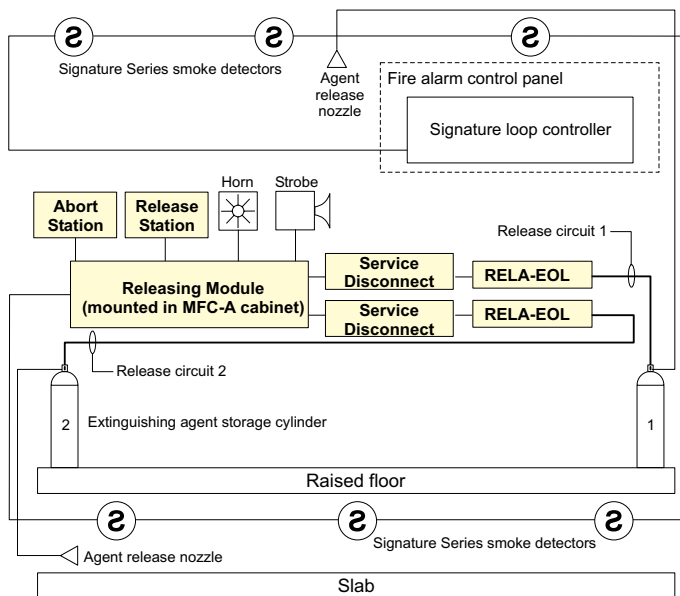 Signature Series smoke detectors
Agent
release
nozzle
Fire alarm control panel
Signature loop controller
Abort
Station
Release
Station
Horn
Strobe
Release circuit 1
Releasing Module
(mounted in MFC-A cabinet)
Service
Disconnect
RELA-EOL
Service
Disconnect
RELA-EOL
Release circuit 2
2
Extinguishing agent storage cylinder
1
Raised floor
Signature Series smoke detectors
Agent release nozzle
Slab